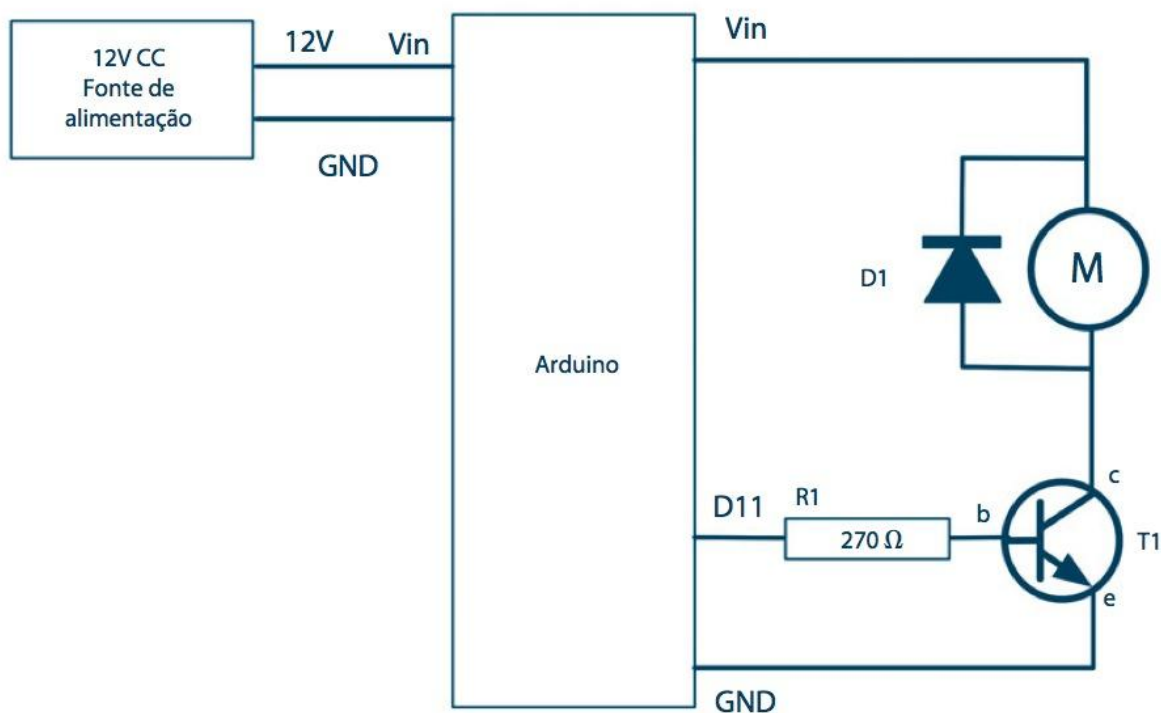 12V CC
Fonte de
alimentação
12V
Vin
GND
Arduino
Vin
D1
M
D11
R1
270 Ω
b
c
T1
e
GND